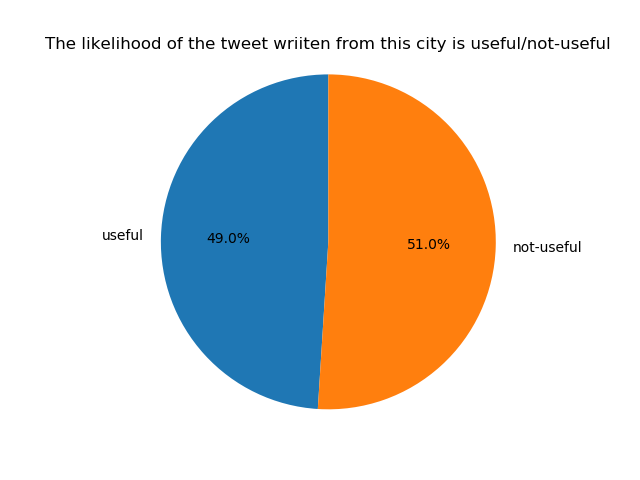 The likelihood of the tweet wriiten from this city is useful/not-useful
useful
49.0%
51.0%
not-useful